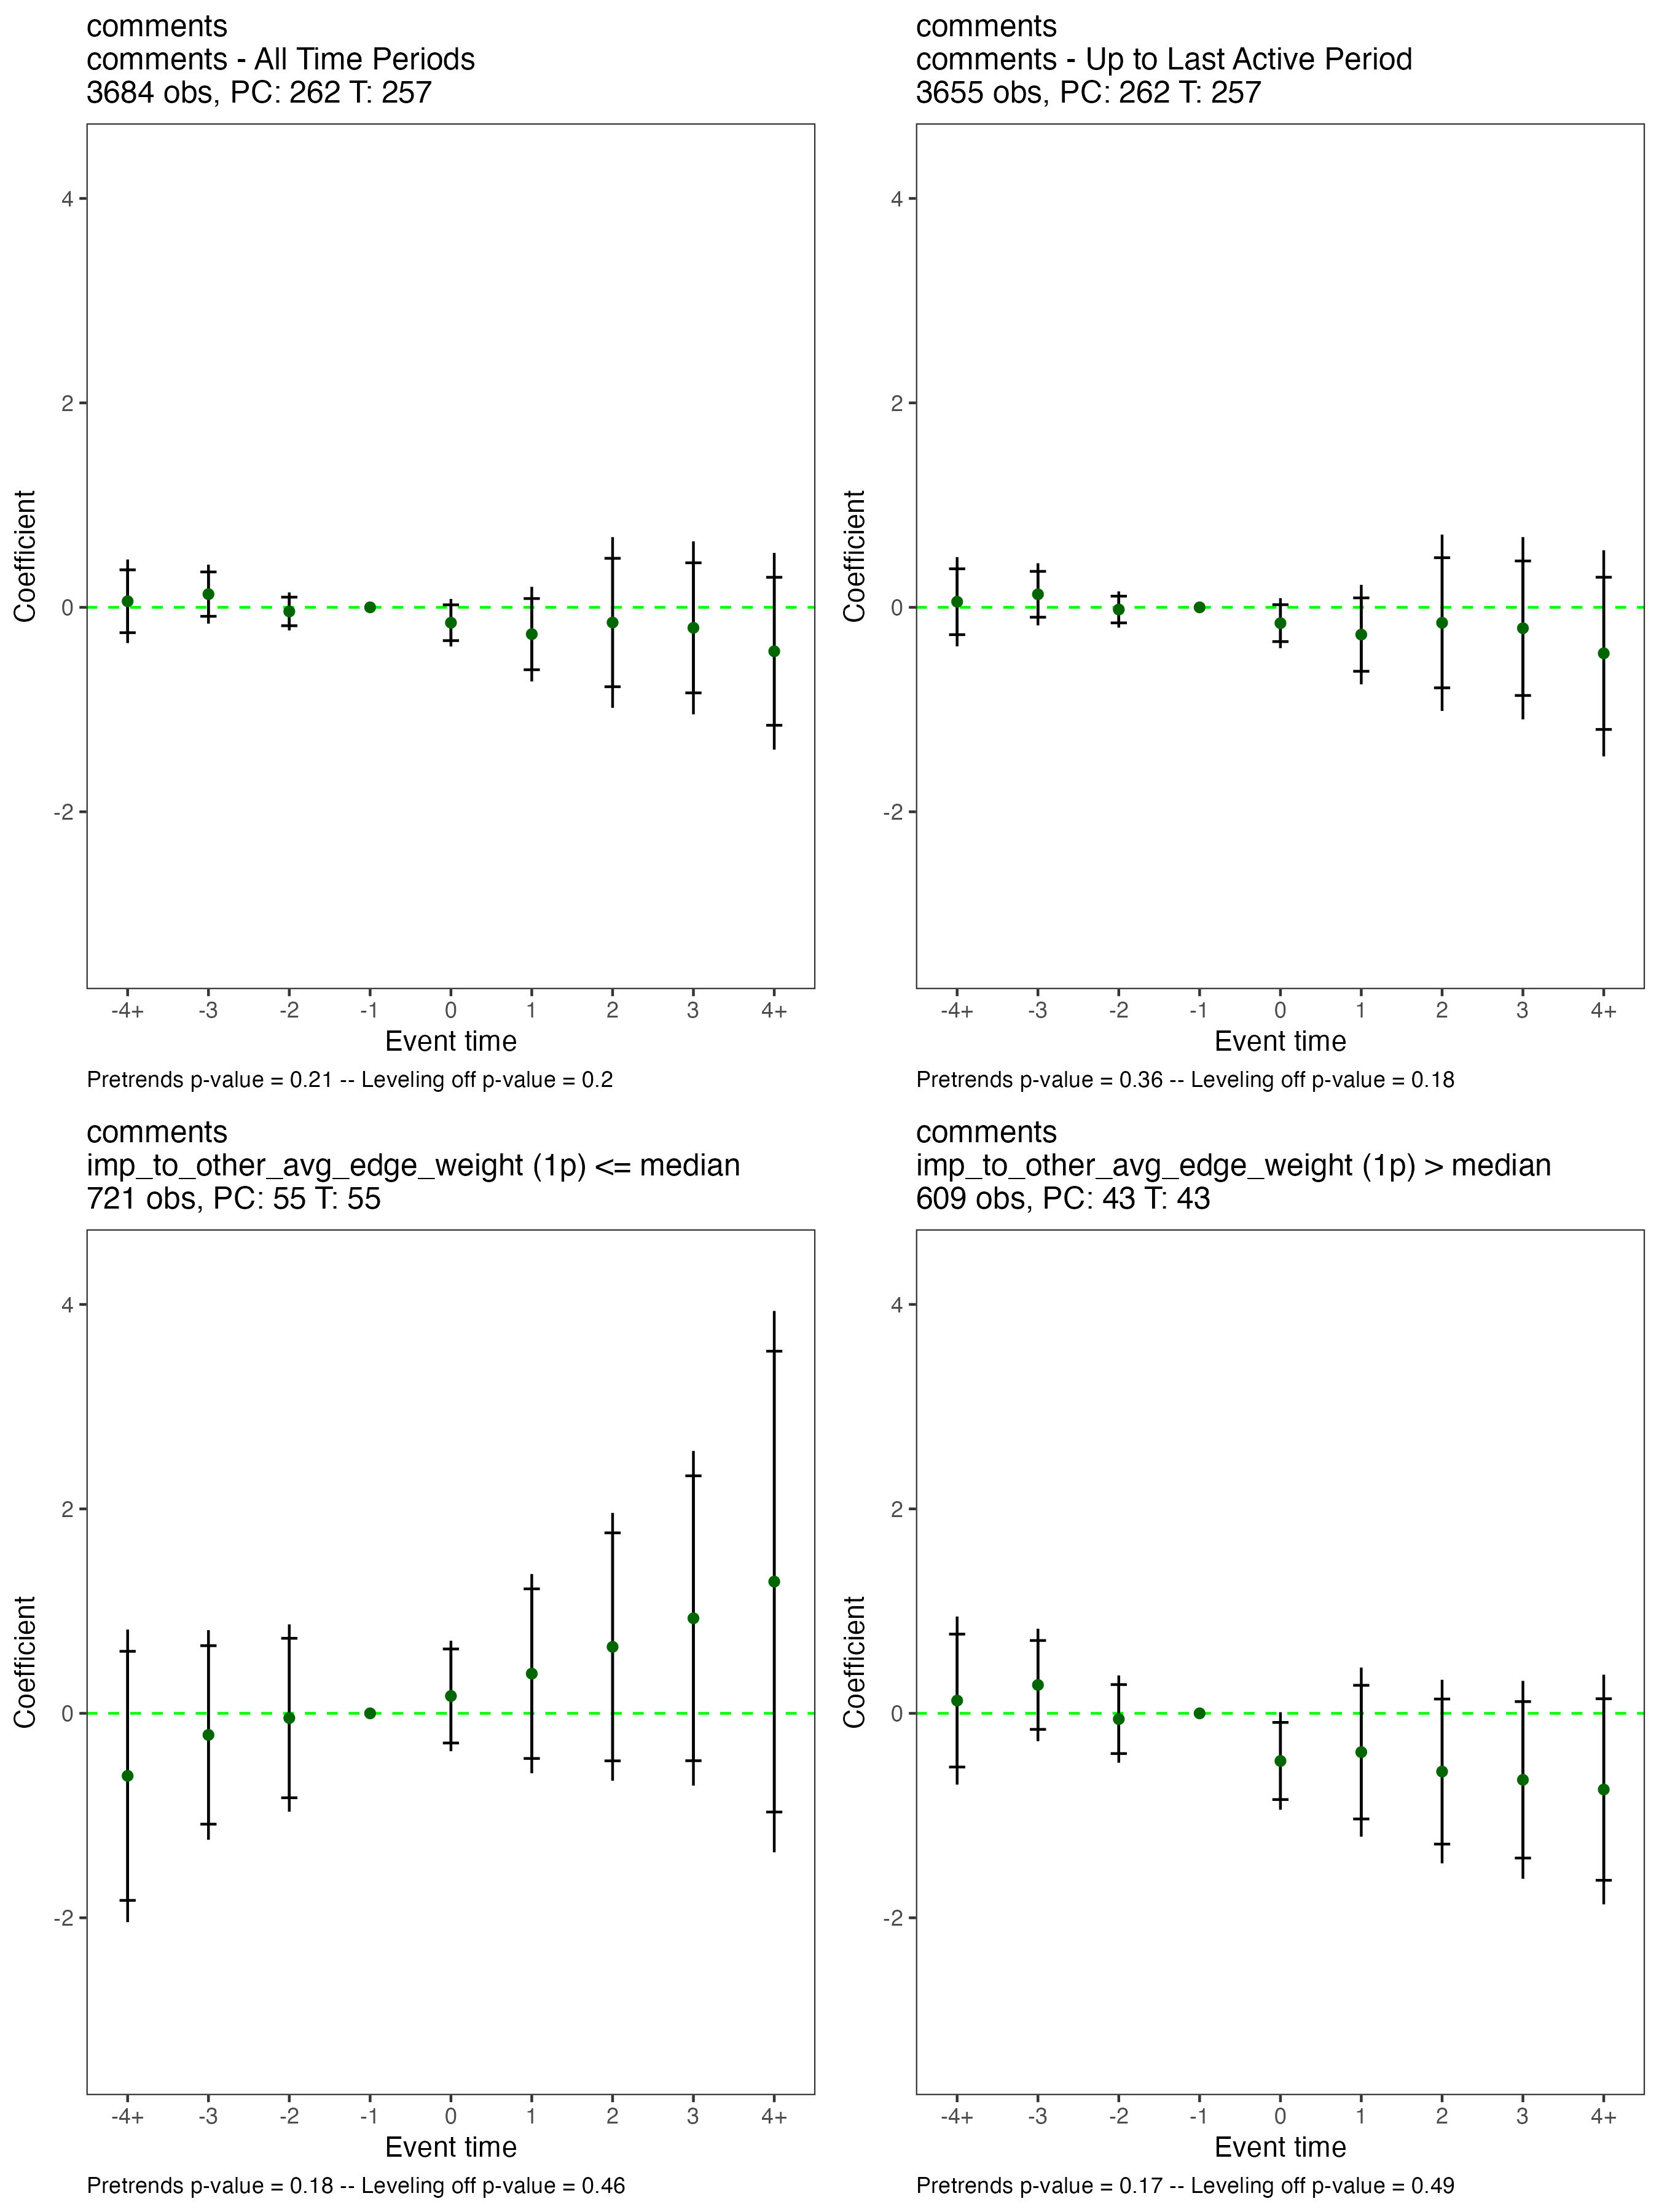 comments
comments - All Time Periods
3684 obs, PC: 262 T: 257
4
2
0
-2
Coefficient
-4+ -3 -2 -1 0 1 2 3 4+
Event time
Pretrends p-value = 0.21 -- Leveling off p-value = 0.2
comments
comments - Up to Last Active Period
3655 obs, PC: 262 T: 257
4
2
0
-2
Coefficient
-4+ -3 -2 -1 0 1 2 3 4+
Event time
Pretrends p-value = 0.36 -- Leveling off p-value = 0.18
comments
imp_to_other_avg_edge_weight (1p) <= median
721 obs, PC: 55 T: 55
4
2
0
-2
Coefficient
-4+ -3 -2 -1 0 1 2 3 4+
Event time
Pretrends p-value = 0.18 -- Leveling off p-value = 0.46
comments
imp_to_other_avg_edge_weight (1p) > median
609 obs, PC: 43 T: 43
4
2
0
-2
Coefficient
-4+ -3 -2 -1 0 1 2 3 4+
Event time
Pretrends p-value = 0.17 -- Leveling off p-value = 0.49